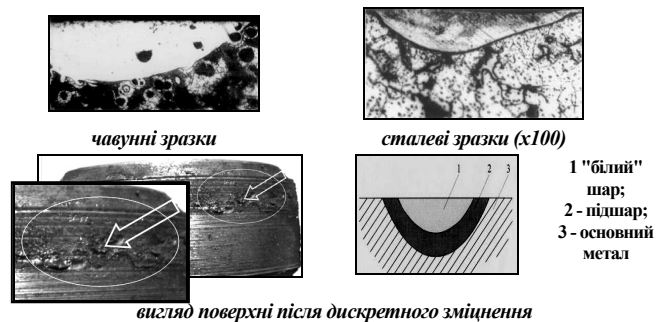 чавунні зразки
сталеві зразки (х100)
1 2 3
1 "білий"
шар;
2 - підшар;
3 - основний
метал
вигляд поверхні після дискретного зміцнення